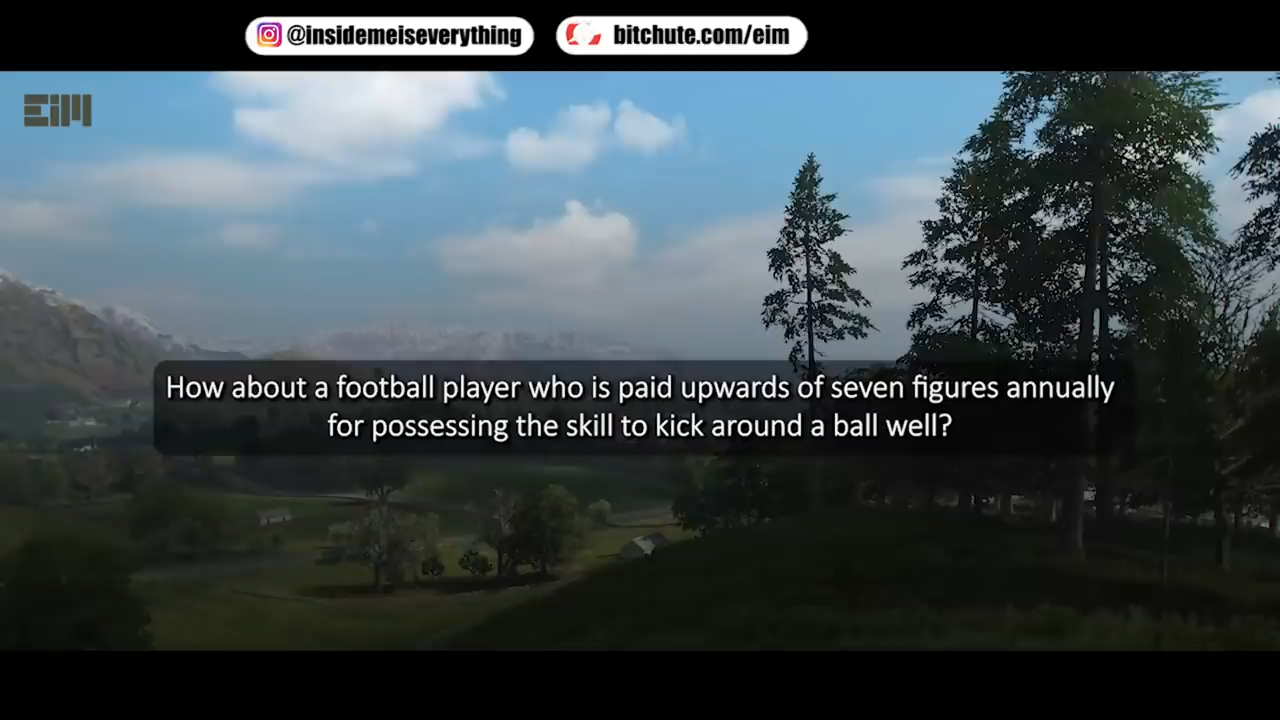 @insidemeiseverything
bitchute.com/eim
EiM
How about a football player who is paid upwards of seven figures annually
for possessing the skill to kick around a ball well?